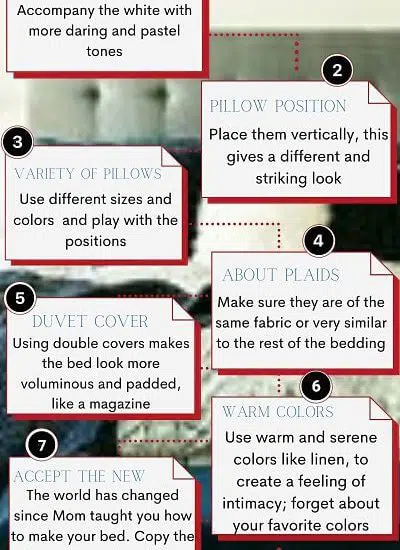 Accompany the white with
more daring and pastel
tones
2
PILLOW POSITION
Place them vertically, this
gives a different and
striking look
3
VARIETY OF PILLOWS
Use different sizes and
colors and play with the
positions
4
ABOUT PLAIDS
Make sure they are of the
same fabric or very similar
to the rest of the bedding
5
DUVET COVER
Using double covers makes
the bed look more
voluminous and padded,
like a magazine
6
WARM COLORS
Use warm and serene
colors like linen, to
create a feeling of
intimacy; forget about
your favorite colors
7
ACCEPT THE NEW
The world has changed
since Mom taught you how
to make your bed. Copy the